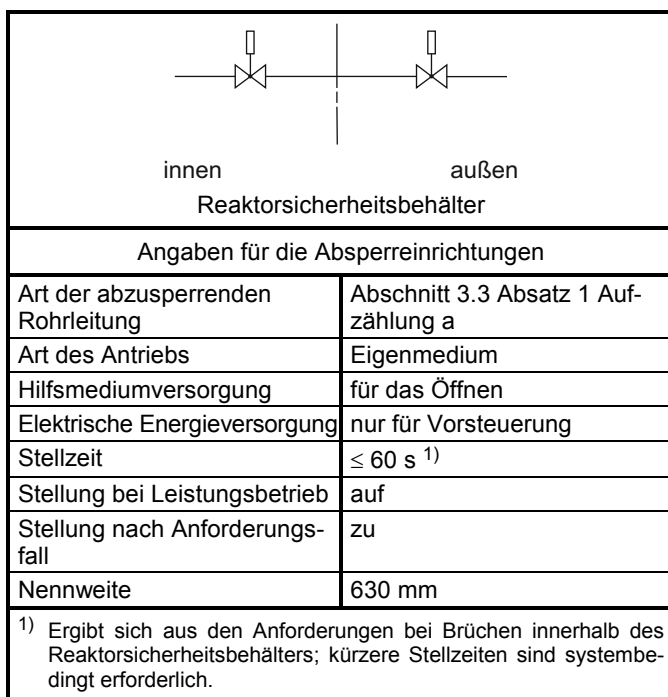 innen außen
Reaktorsicherheitsbehälter
Angaben für die Absperreinrichtungen
Art der abzusperrenden Rohrleitung Abschnitt 3.3 Absatz 1 Auf-
zählung a
Art des Antriebs Eigenmedium
Hilfsmediumversorgung für das Öffnen
Elektrische Energieversorgung nur für Vorsteuerung
Stellzeit ≤ 60 s 1)
Stellung bei Leistungsbetrieb auf
Stellung nach Anforderungs-
fall zu
Nennweite 630 mm
1) Ergibt sich aus den Anforderungen bei Brüchen innerhalb des
Reaktorsicherheitsbehälters; kürzere Stellzeiten sind systembe-
dingt erforderlich.